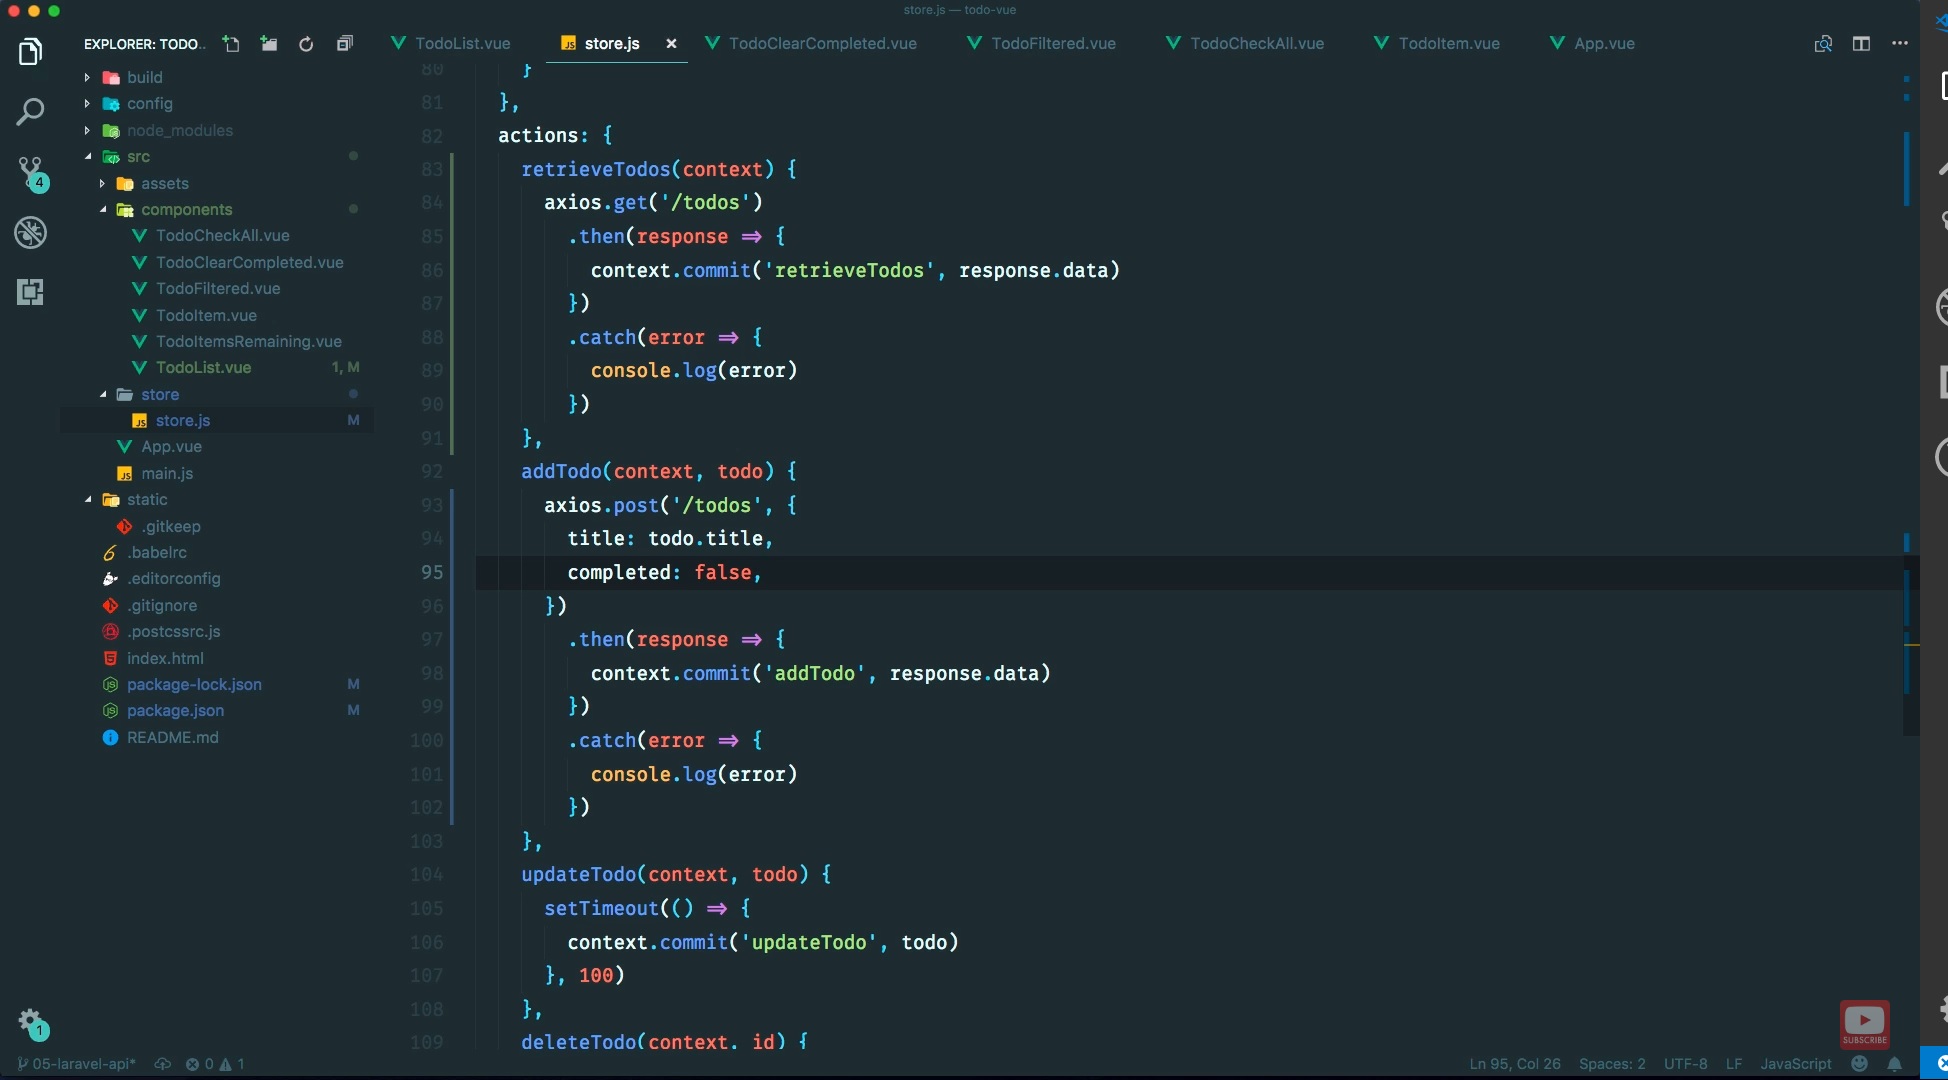 store.js — todo-vue
EXPLORER: TODO..
TodoList.vue
store.js
TodoClearCompleted.vue
TodoFiltered.vue
TodoCheckAll.vue
TodoItem.vue
App.vue
build
config
node_modules
src
assets
components
TodoCheckAll.vue
TodoClearCompleted.vue
TodoFiltered.vue
TodoItem.vue
TodoItemsRemaining.vue
TodoList.vue 1, M
store
store.js M
App.vue
main.js
static
.gitkeep
.babelrc
.editorconfig
.gitignore
.postcssrc.js
index.html
package-lock.json M
package.json M
README.md
4
1
80 }
81 },
82 actions: {
83 retrieveTodos(context) {
84 axios.get('/todos')
85 .then(response => {
86 context.commit('retrieveTodos', response.data)
87 })
88 .catch(error => {
89 console.log(error)
90 })
91 },
92 addTodo(context, todo) {
93 axios.post('/todos', {
94 title: todo.title,
95 completed: false,
96 })
97 .then(response => {
98 context.commit('addTodo', response.data)
99 })
100 .catch(error => {
101 console.log(error)
102 })
103 },
104 updateTodo(context, todo) {
105 setTimeout(() => {
106 context.commit('updateTodo', todo)
107 }, 100)
108 },
109 deleteTodo(context, id) {
SUBSCRIBE
05-laravel-api* 0 1
Ln 95, Col 26 Spaces: 2 UTF-8 LF JavaScript